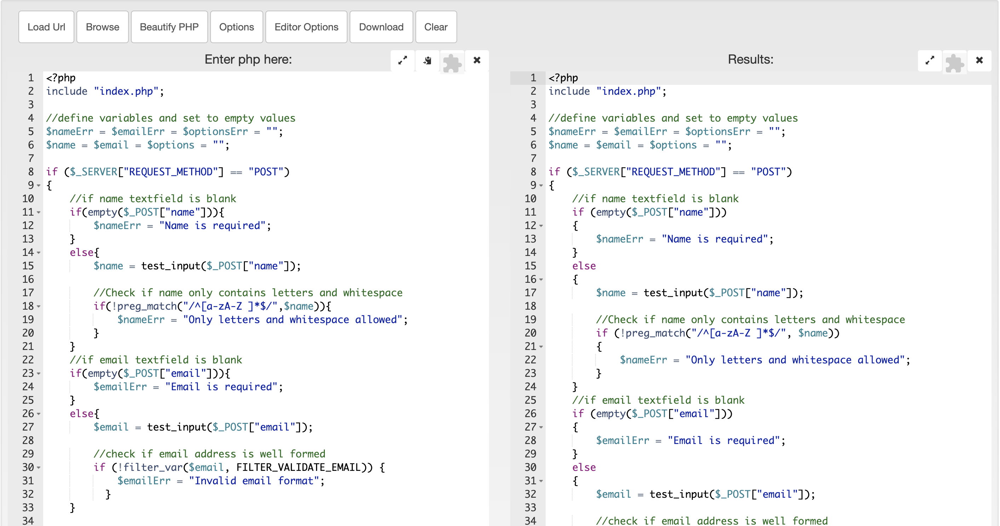 Load Url Browse Beautify PHP Options Editor Options Download Clear
Enter php here:
1 <?php
2 include "index.php";
3
4 //define variables and set to empty values
5 $nameErr = $emailErr = $optionsErr = "";
6 $name = $email = $options = "";
7
8 if ($_SERVER["REQUEST_METHOD"] == "POST")
9 {
10     //if name textfield is blank
11     if(empty($_POST["name"])){
12         $nameErr = "Name is required";
13     }
14     else{
15         $name = test_input($_POST["name"]);
16
17         //Check if name only contains letters and whitespace
18         if(!preg_match("/^[a-zA-Z ]*$/",$name)){
19             $nameErr = "Only letters and whitespace allowed";
20         }
21     }
22     //if email textfield is blank
23     if(empty($_POST["email"])){
24         $emailErr = "Email is required";
25     }
26     else{
27         $email = test_input($_POST["email"]);
28
29         //check if email address is well formed
30         if (!filter_var($email, FILTER_VALIDATE_EMAIL)) {
31             $emailErr = "Invalid email format";
32           }
33     }
34
Results:
1 <?php
2 include "index.php";
3
4 //define variables and set to empty values
5 $nameErr = $emailErr = $optionsErr = "";
6 $name = $email = $options = "";
7
8 if ($_SERVER["REQUEST_METHOD"] == "POST")
9 {
10     //if name textfield is blank
11     if (empty($_POST["name"]))
12     {
13         $nameErr = "Name is required";
14     }
15     else
16     {
17         $name = test_input($_POST["name"]);
18
19         //Check if name only contains letters and whitespace
20         if (!preg_match("/^[a-zA-Z ]*$/", $name))
21         {
22             $nameErr = "Only letters and whitespace allowed";
23         }
24     }
25     //if email textfield is blank
26     if (empty($_POST["email"]))
27     {
28         $emailErr = "Email is required";
29     }
30     else
31     {
32         $email = test_input($_POST["email"]);
33
34         //check if email address is well formed